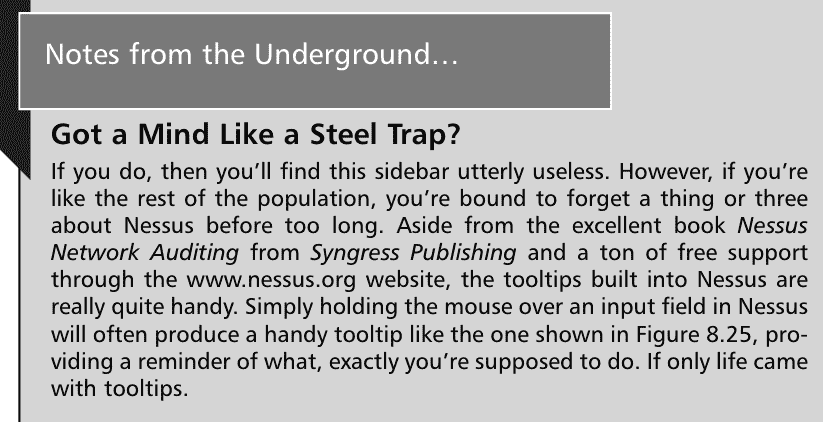 Notes from the Underground…
Got a Mind Like a Steel Trap?
If you do, then you’ll find this sidebar utterly useless. However, if you’re
like the rest of the population, you’re bound to forget a thing or three
about Nessus before too long. Aside from the excellent book Nessus
Network Auditing from Syngress Publishing and a ton of free support
through the www.nessus.org website, the tooltips built into Nessus are
really quite handy. Simply holding the mouse over an input field in Nessus
will often produce a handy tooltip like the one shown in Figure 8.25, pro-
viding a reminder of what, exactly you’re supposed to do. If only life came
with tooltips.